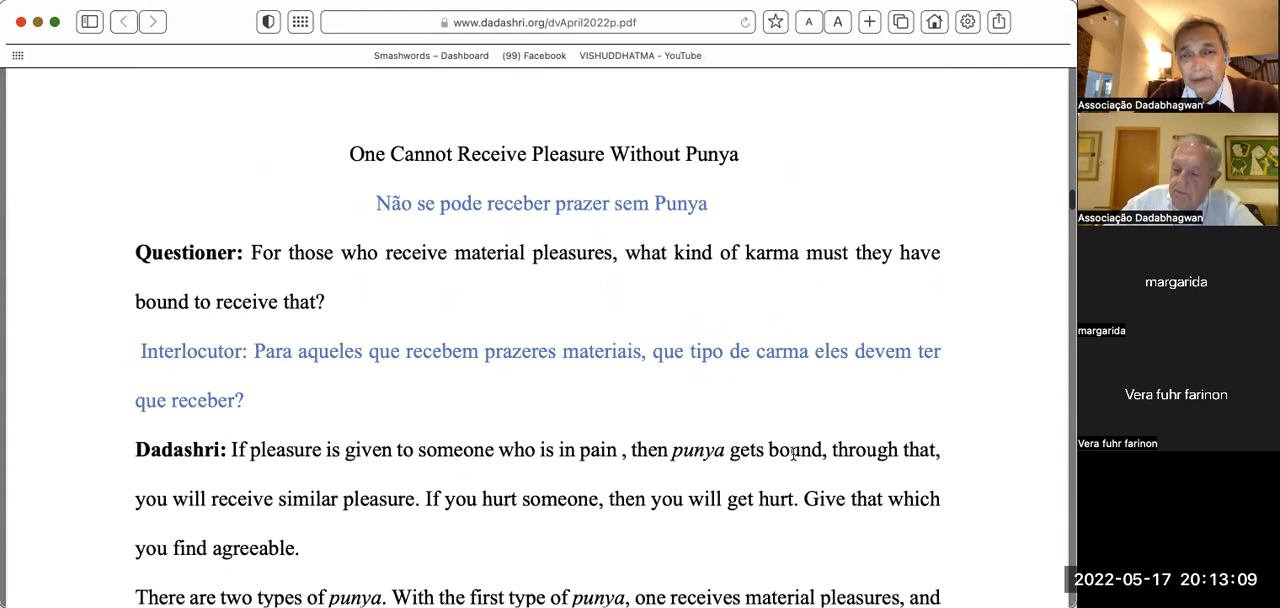 www.dadashri.org/dvApril2022p.pdf
A A
Smashwords – Dashboard (99) Facebook VISHUDDHATMA - YouTube
One Cannot Receive Pleasure Without Punya
Não se pode receber prazer sem Punya
Questioner: For those who receive material pleasures, what kind of karma must they have
bound to receive that?
Interlocutor: Para aqueles que recebem prazeres materiais, que tipo de carma eles devem ter
que receber?
Dadashri: If pleasure is given to someone who is in pain , then punya gets bound, through that,
you will receive similar pleasure. If you hurt someone, then you will get hurt. Give that which
you find agreeable.
There are two types of punya. With the first type of punya, one receives material pleasures, and
Associação Dadabhagwan
Associação Dadabhagwan
margarida
margarida
Vera fuhr farinon
Vera fuhr farinon
2022-05-17 20:13:09